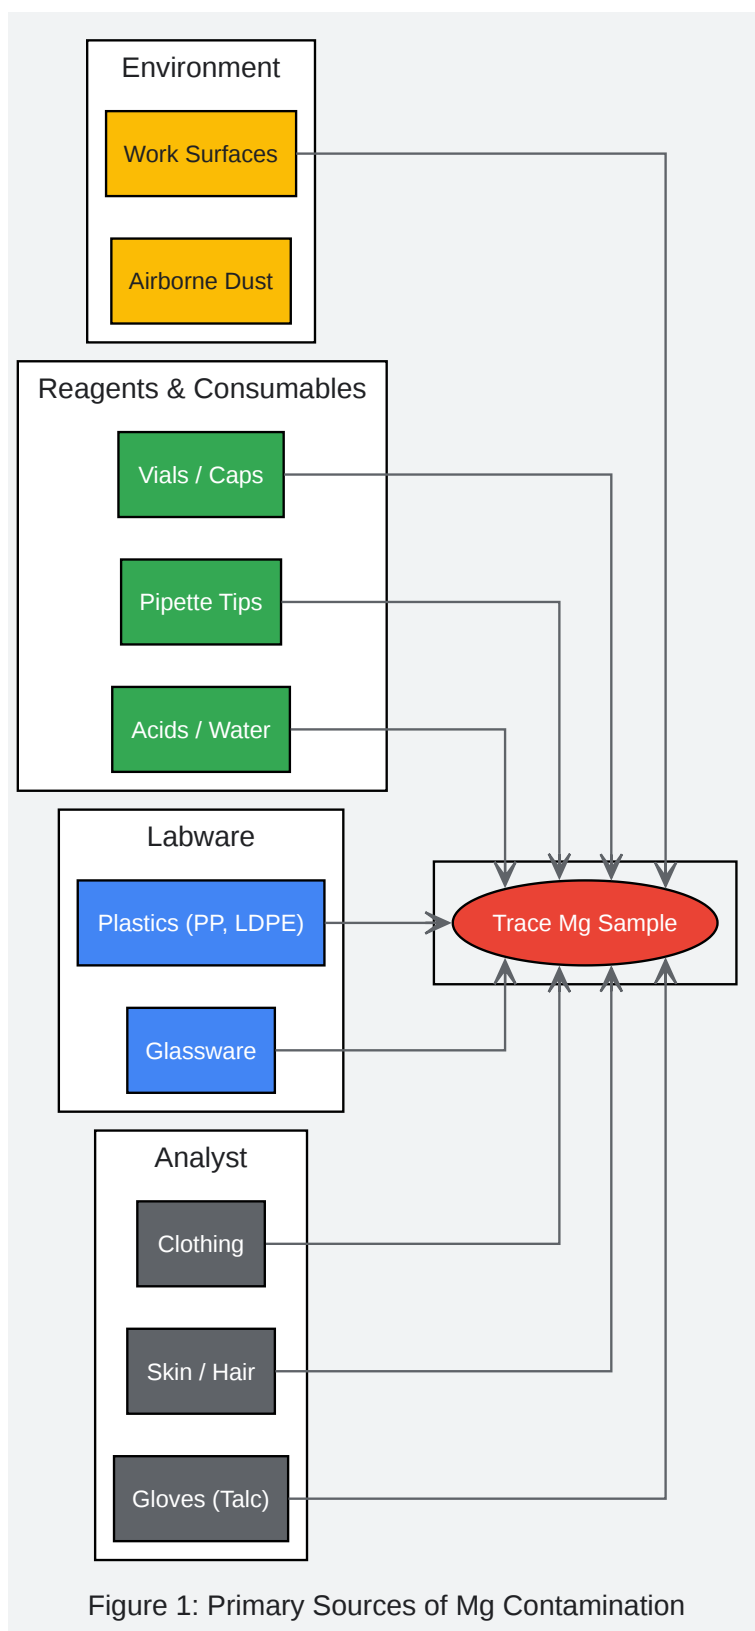 Environment
Work Surfaces
Airborne Dust
Reagents & Consumables
Vials / Caps
Pipette Tips
Acids / Water
Labware
Plastics (PP, LDPE)
Trace Mg Sample
Glassware
Analyst
Clothing
Skin / Hair
Gloves (Talc)
Figure 1: Primary Sources of Mg Contamination